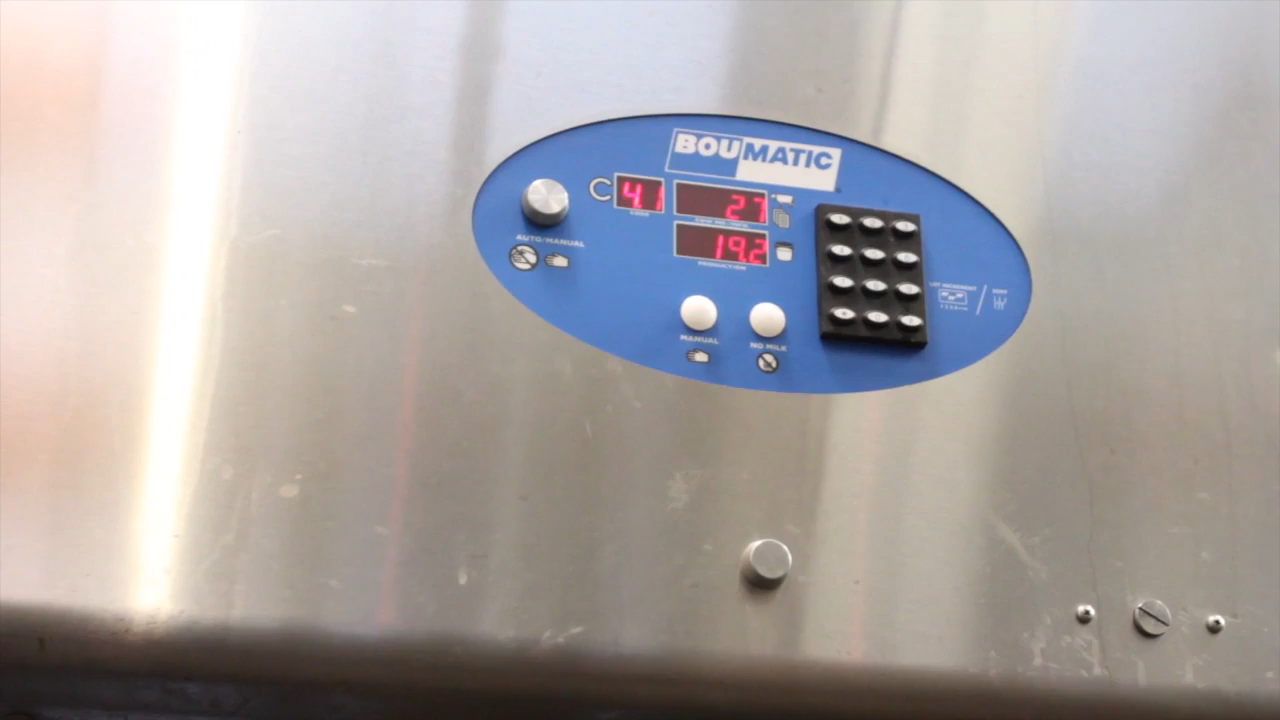 BOUMATIC
4.1
27
19.2
PRODUCTION
AUTO/MANUAL
MANUAL
NO MILK